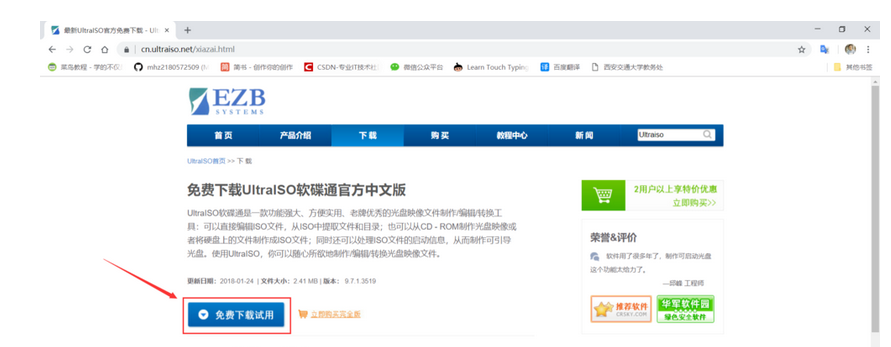 最新UltraISO官方免费下载 - Ult
cn.ultraiso.net/xiazai.html
菜鸟教程 - 学的不仅
mhz2180572509 (M
简书 - 创作你的创作
CSDN-专业IT技术社
微信公众平台
Learn Touch Typing
百度翻译
西安交通大学教务处
其他书签
EZB
SYSTEMS
首页 产品介绍 下载 购买 教程中心 新闻
Ultraiso
UltraISO首页 >> 下载
免费下载UltraISO软碟通官方中文版
UltraISO软碟通是一款功能强大、方便实用、老牌优秀的光盘映像文件制作/编辑/转换工
具：可以直接编辑ISO文件，从ISO中提取文件和目录；也可以从CD - ROM制作光盘映像或
者将硬盘上的文件制作成ISO文件；同时还可以处理ISO文件的启动信息，从而制作可引导
光盘。使用UltraISO，你可以随心所欲地制作/编辑/转换光盘映像文件。
更新日期： 2018-01-24 | 文件大小： 2.41 MB | 版本： 9.7.1.3519
免费下载试用
立即购买完全版
2用户以上享特价优惠
立即购买>>
荣誉&评价
软件用了很多年了，制作可启动光盘
这个功能太给力了。
—邱峰 工程师
推荐软件
CRSKY.COM
华军软件园
绿色安全软件